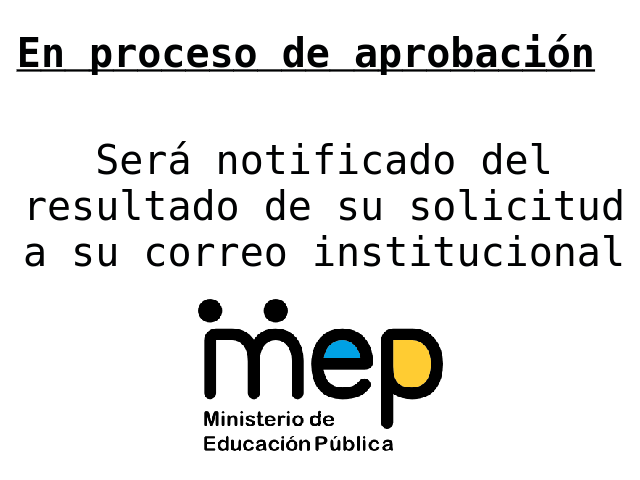 En proceso de aprobación
Será notificado del
resultado de su solicitud
a su correo institucional
mep
Ministerio de
Educación Pública